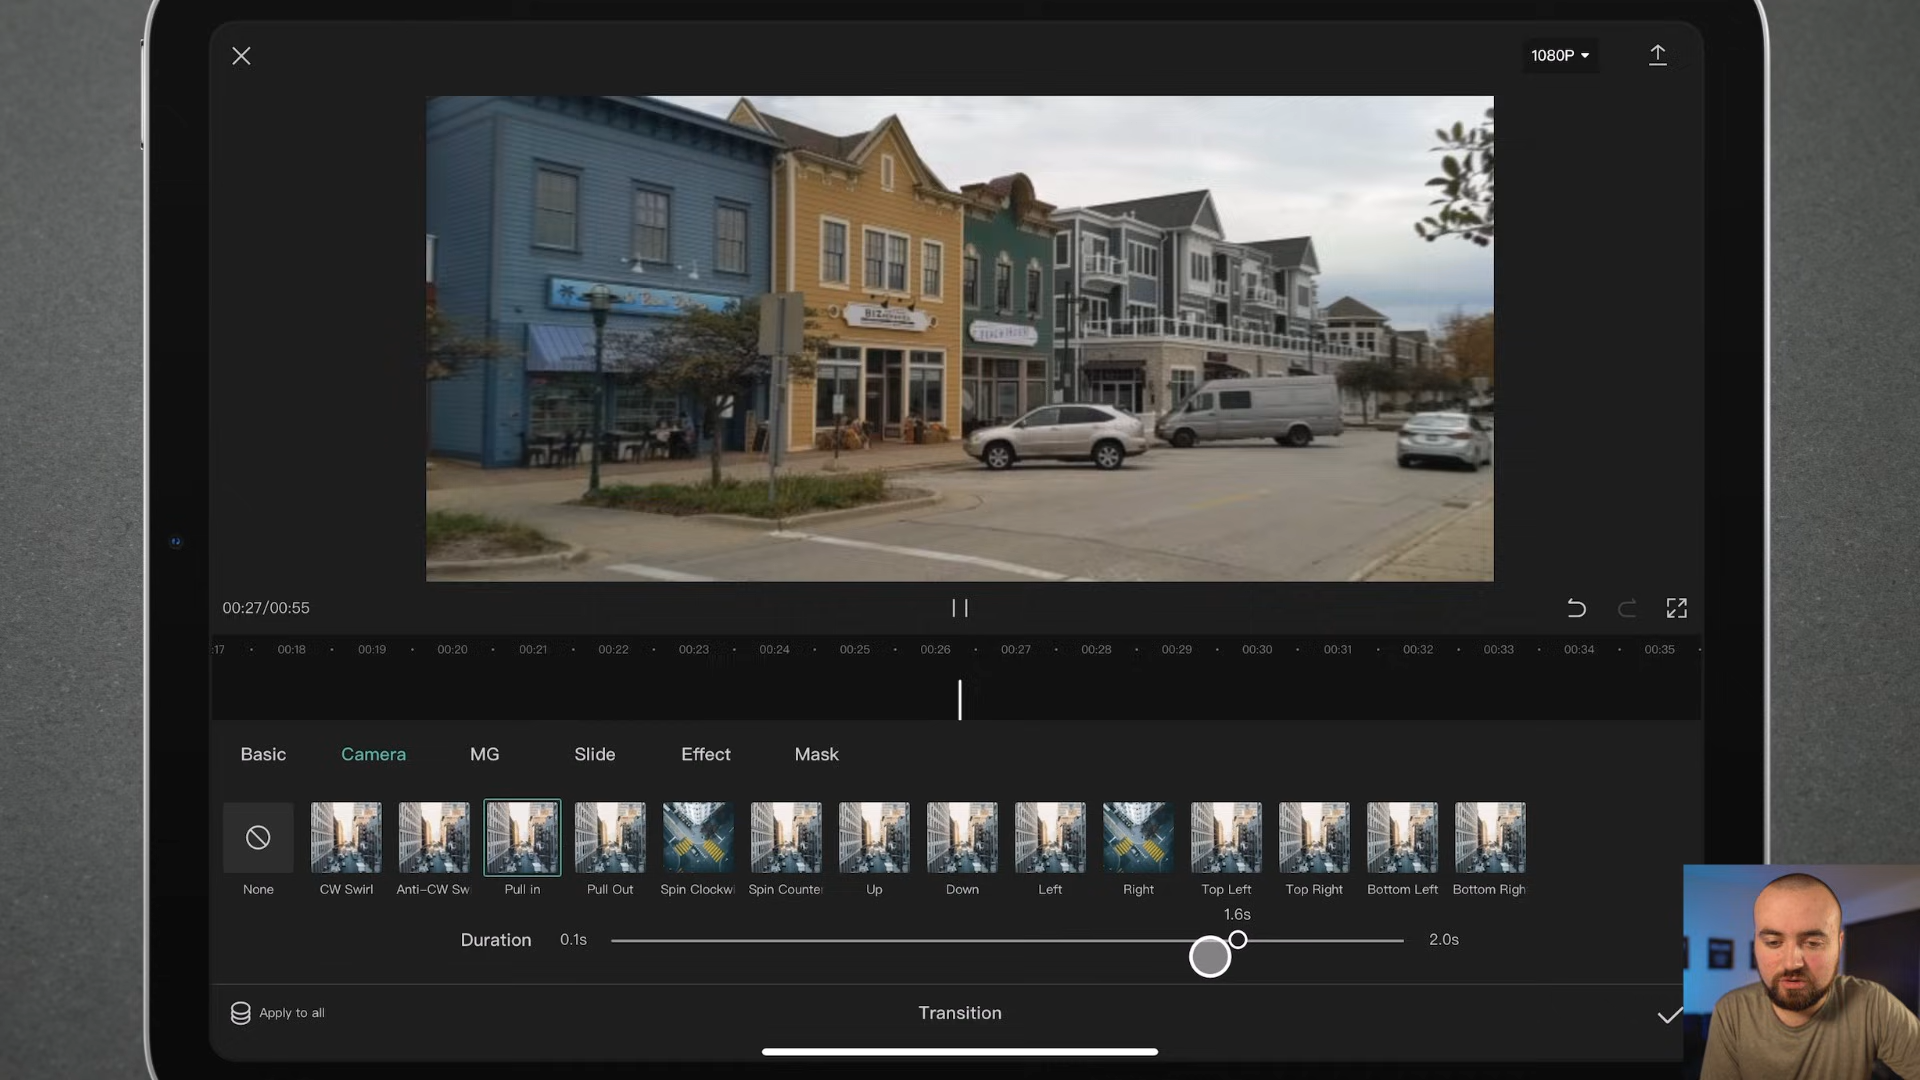 1080P
BIZ
00:27/00:55
:17 00:18 00:19 00:20 00:21 00:22 00:23 00:24 00:25 00:26 00:27 00:28 00:29 00:30 00:31 00:32 00:33 00:34 00:35
Basic Camera MG Slide Effect Mask
None CW Swirl Anti-CW Sw Pull in Pull Out Spin Clockwi Spin Counter Up Down Left Right Top Left Top Right Bottom Left Bottom Righ
1.6s
Duration 0.1s 2.0s
Apply to all Transition